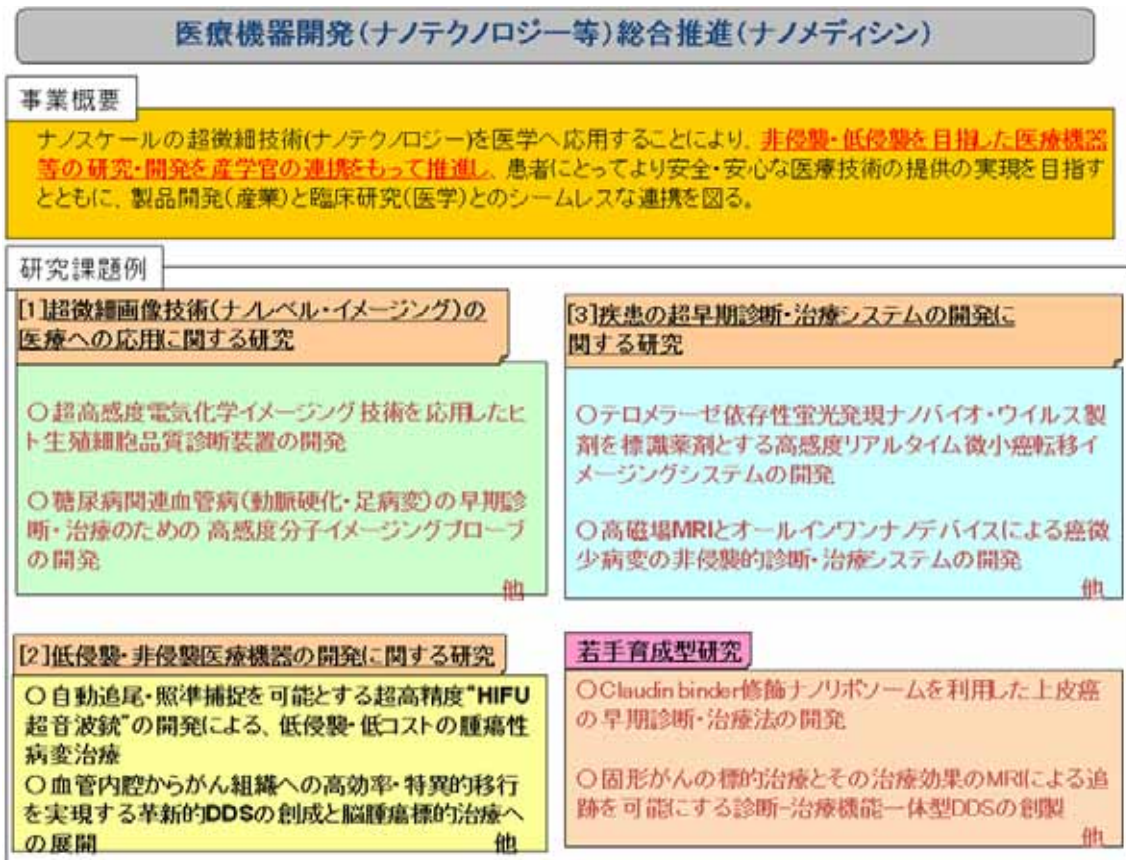 医療機器開発(ナノテクノロジー等)総合推進(ナノメディシン)
事業概要
ナノスケールの超微細技術(ナノテクノロジー)を医学へ応用することにより、非侵襲・低侵襲を目指した医療機器
等の研究・開発を産学官の連携をもって推進し、患者にとってより安全・安心な医療技術の提供の実現を目指す
とともに、製品開発(産業)と臨床研究(医学)とのシームレスな連携を図る。
研究課題例
[1]超微細画像技術(ナノレベル・イメージング)の
医療への応用に関する研究
○超高感度電気化学イメージング技術を応用したヒ
ト生殖細胞品質診断装置の開発
○糖尿病関連血管病(動脈硬化・足病変)の早期診
断・治療のための 高感度分子イメージングプローブ
の開発
他
[2]低侵襲・非侵襲医療機器の開発に関する研究
○自動追尾・照準捕捉を可能とする超高精度"HIFU
超音波銃"の開発による、低侵襲・低コストの腫瘍性
病変治療
○血管内腔からがん組織への高効率・特異的移行
を実現する革新的DDSの創成と脳腫瘍標的治療へ
の展開
他
[3]疾患の超早期診断・治療システムの開発に
関する研究
○テロメラーゼ依存性蛍光発現ナノバイオ・ウイルス製
剤を標識薬剤とする高感度リアルタイム微小癌転移イ
メージングシステムの開発
○高磁場MRIとオールインワンナノデバイスによる癌微
少病変の非侵襲的診断・治療システムの開発
他
若手育成型研究
○Claudin binder修飾ナノリポソームを利用した上皮癌
の早期診断・治療法の開発
○固形がんの標的治療とその治療効果のMRIによる追
跡を可能にする診断-治療機能一体型DDSの創製
他